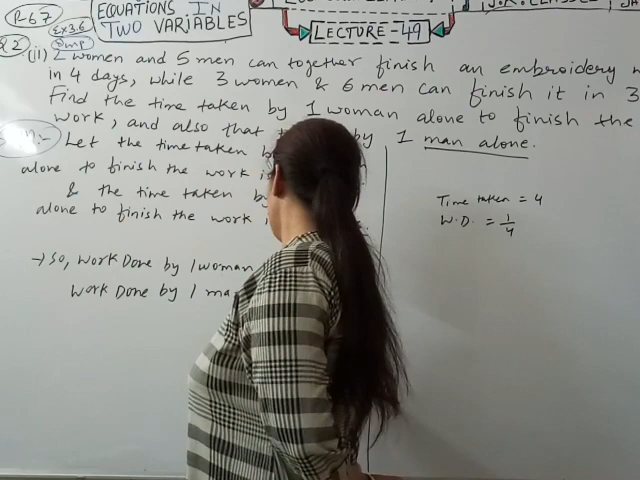 P-67
EQUATIONS IN
TWO VARIABLES
EX 3.6
LECTURE-49
Q2
Imp
(ii) 2 women and 5 men can together finish an embroidery
in 4 days, while 3 women & 6 men can finish it in 3
Find the time taken by 1 woman alone to finish the
work, and also that by 1 man alone.
Let the time taken
alone to finish the work
& the time taken
alone to finish the work
→ So, Work Done by 1 woman
Work Done by 1
Time taken = 4
W.D. = 1/4